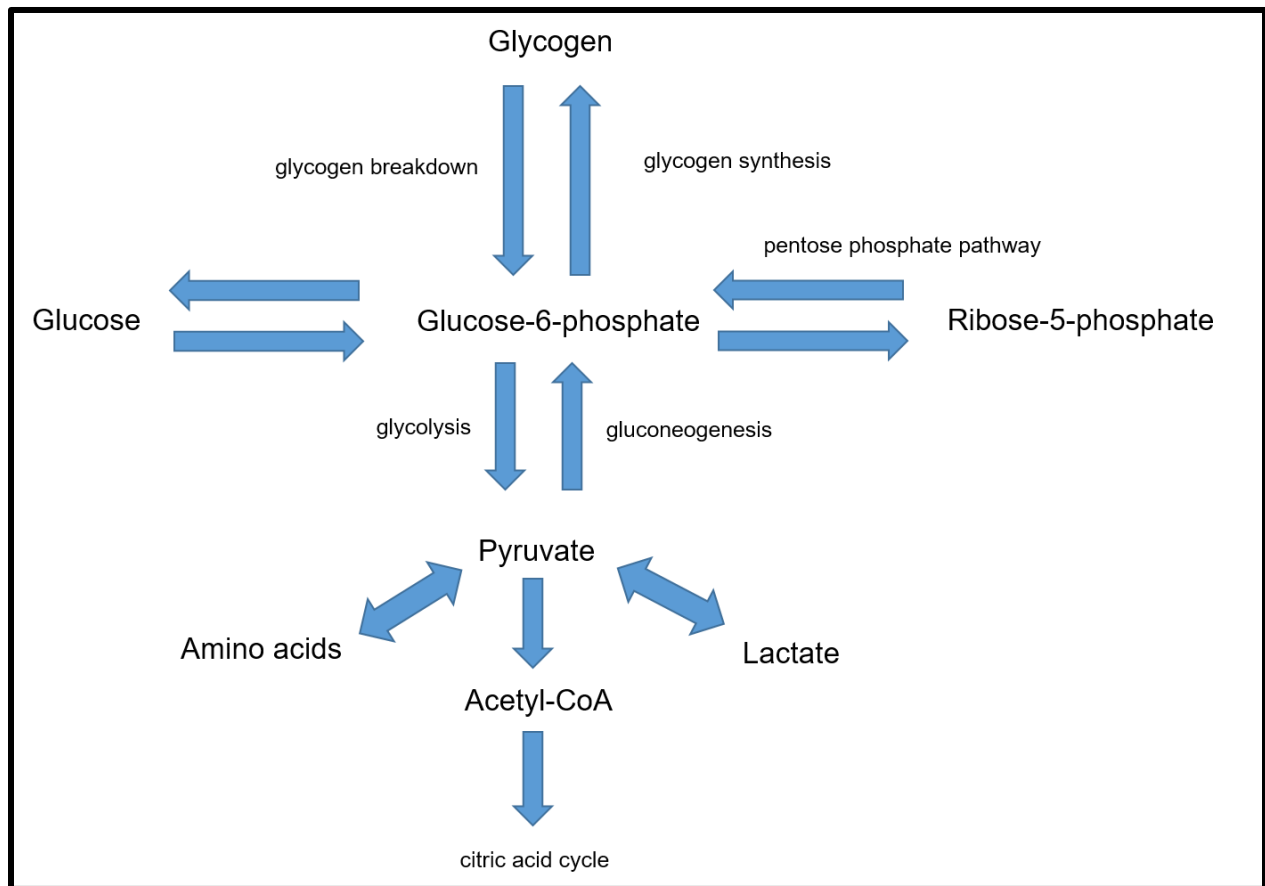 Glycogen
glycogen breakdown
glycogen synthesis
pentose phosphate pathway
Glucose
Glucose-6-phosphate
Ribose-5-phosphate
glycolysis
gluconeogenesis
Pyruvate
Amino acids
Lactate
Acetyl-CoA
citric acid cycle